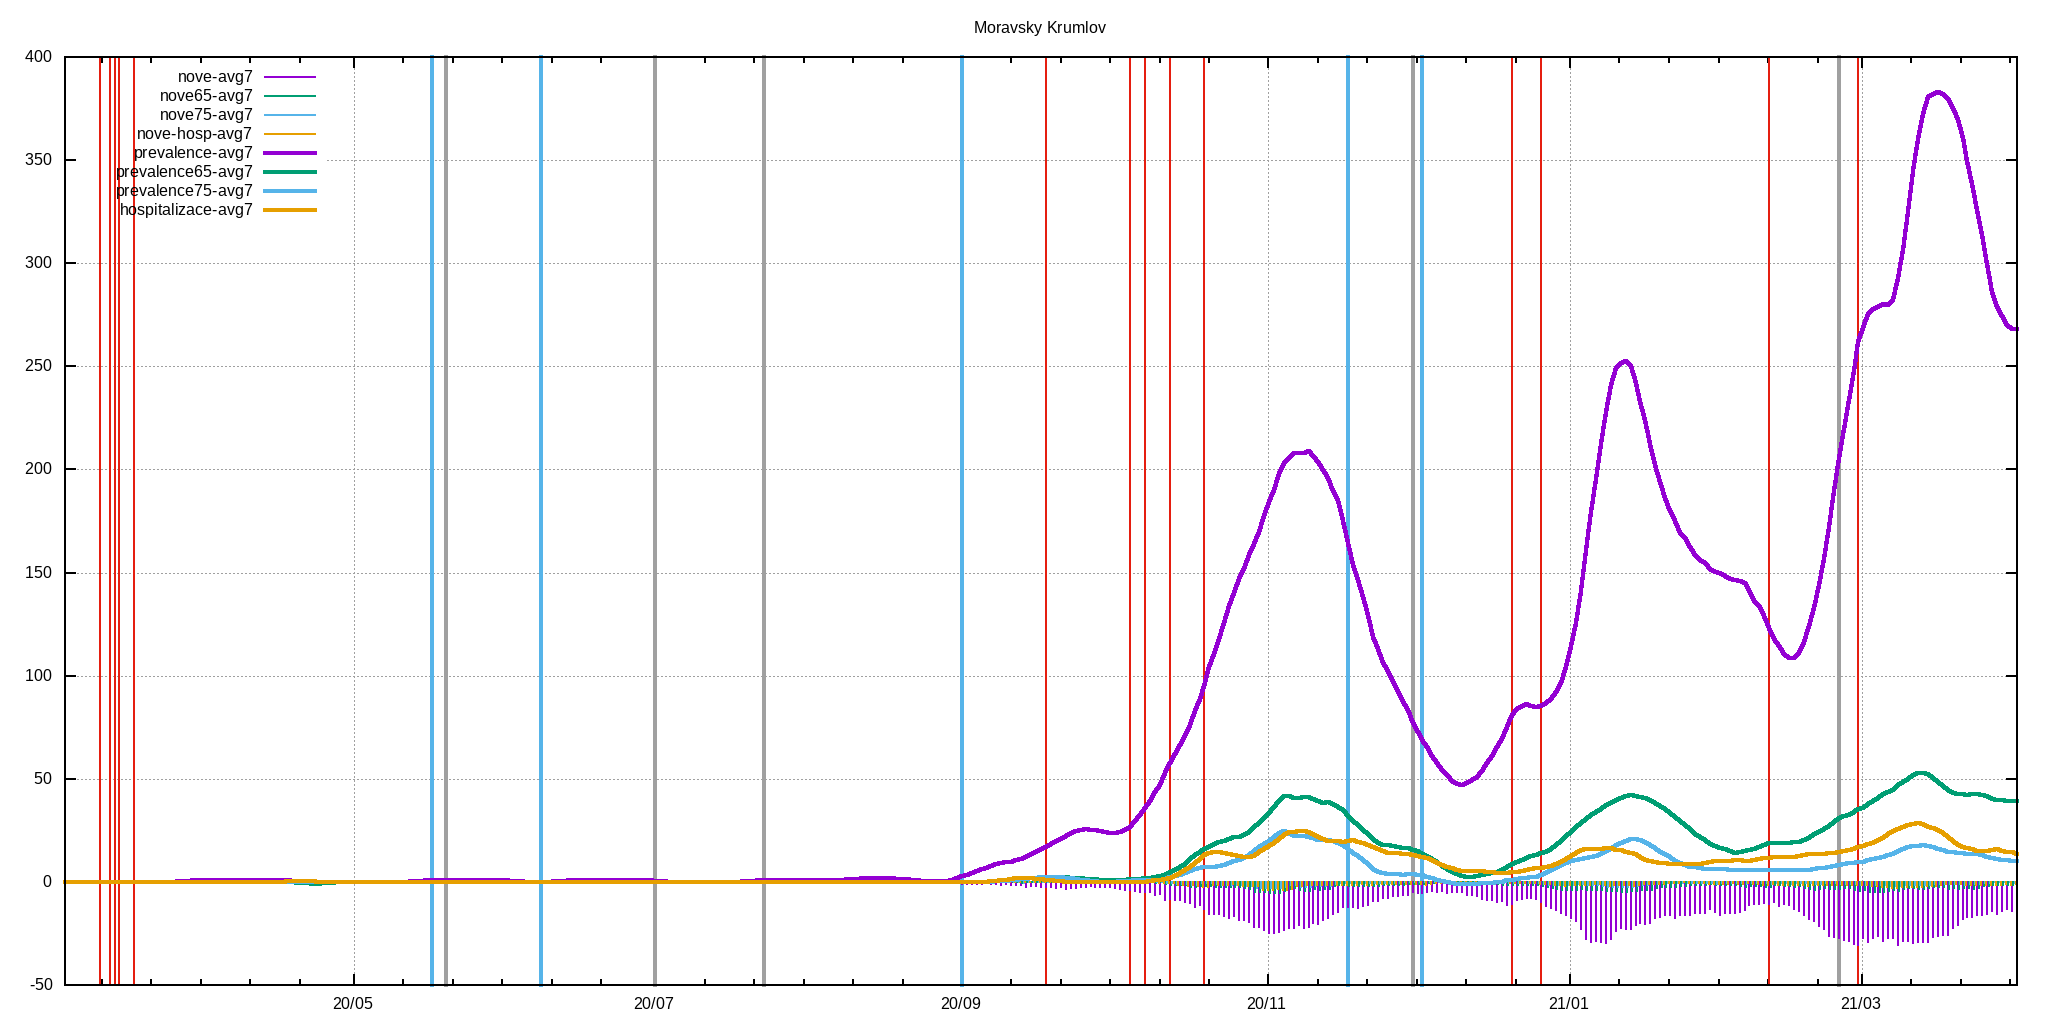 Moravsky Krumlov
400
350
300
250
200
150
100
50
0
-50
nove-avg7
nove65-avg7
nove75-avg7
nove-hosp-avg7
prevalence-avg7
prevalence65-avg7
prevalence75-avg7
hospitalizace-avg7
20/05
20/07
20/09
20/11
21/01
21/03